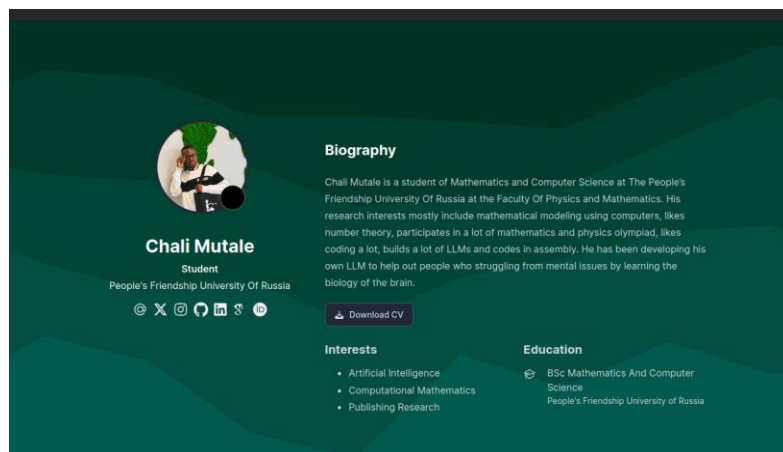 Biography
Chali Mutale is a student of Mathematics and Computer Science at The People's
Friendship University Of Russia at the Faculty Of Physics and Mathematics. His
research interests mostly include mathematical modeling using computers, likes
number theory, participates in a lot of mathematics and physics olympiad, likes
coding a lot, builds a lot of LLMs and codes in assembly. He has been developing his
own LLM to help out people who struggling from mental issues by learning the
biology of the brain.
Download CV
Chali Mutale
Student
People's Friendship University Of Russia
iD
Interests
Artificial Intelligence
Computational Mathematics
Publishing Research
Education
BSc Mathematics And Computer
Science
People's Friendship University of Russia